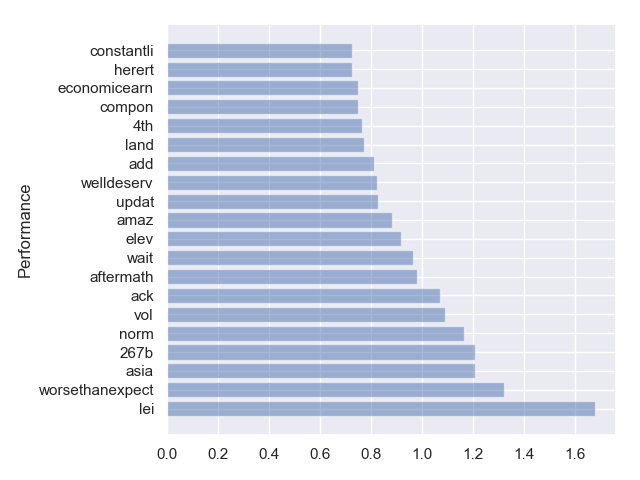 constantli
herert
economicearn
compon
4th
land
add
welldeserv
updat
amaz
elev
wait
aftermath
ack
vol
norm
267b
asia
worsethanexpect
lei
Performance
0.0 0.2 0.4 0.6 0.8 1.0 1.2 1.4 1.6